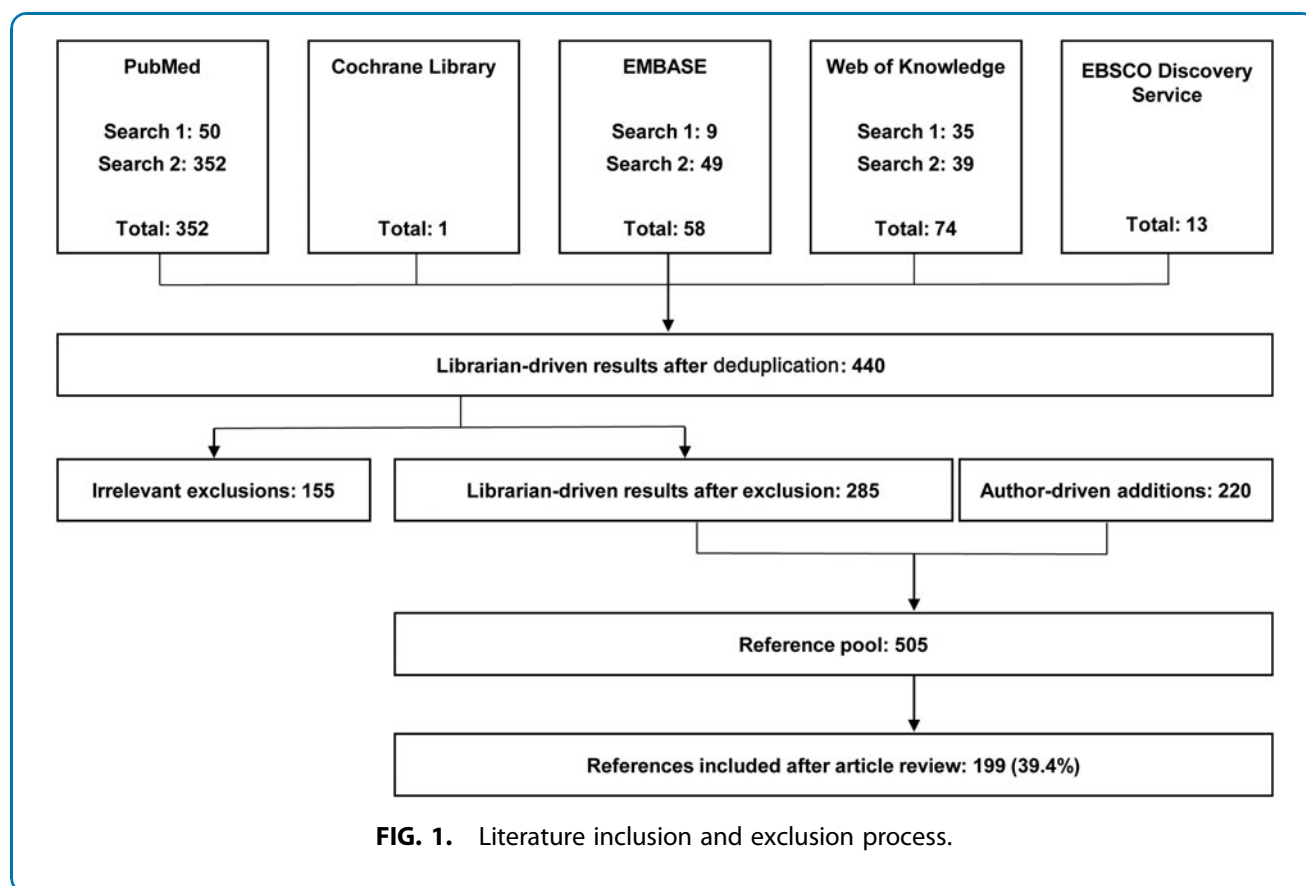 PubMed
Search 1: 50
Search 2: 352
Total: 352
Cochrane Library
Total: 1
EMBASE
Search 1: 9
Search 2: 49
Total: 58
Web of Knowledge
Search 1: 35
Search 2: 39
Total: 74
EBSCO Discovery
Service
Total: 13
Librarian-driven results after deduplication: 440
Irrelevant exclusions: 155
Librarian-driven results after exclusion: 285
Author-driven additions: 220
Reference pool: 505
References included after article review: 199 (39.4%)
FIG. 1. Literature inclusion and exclusion process.